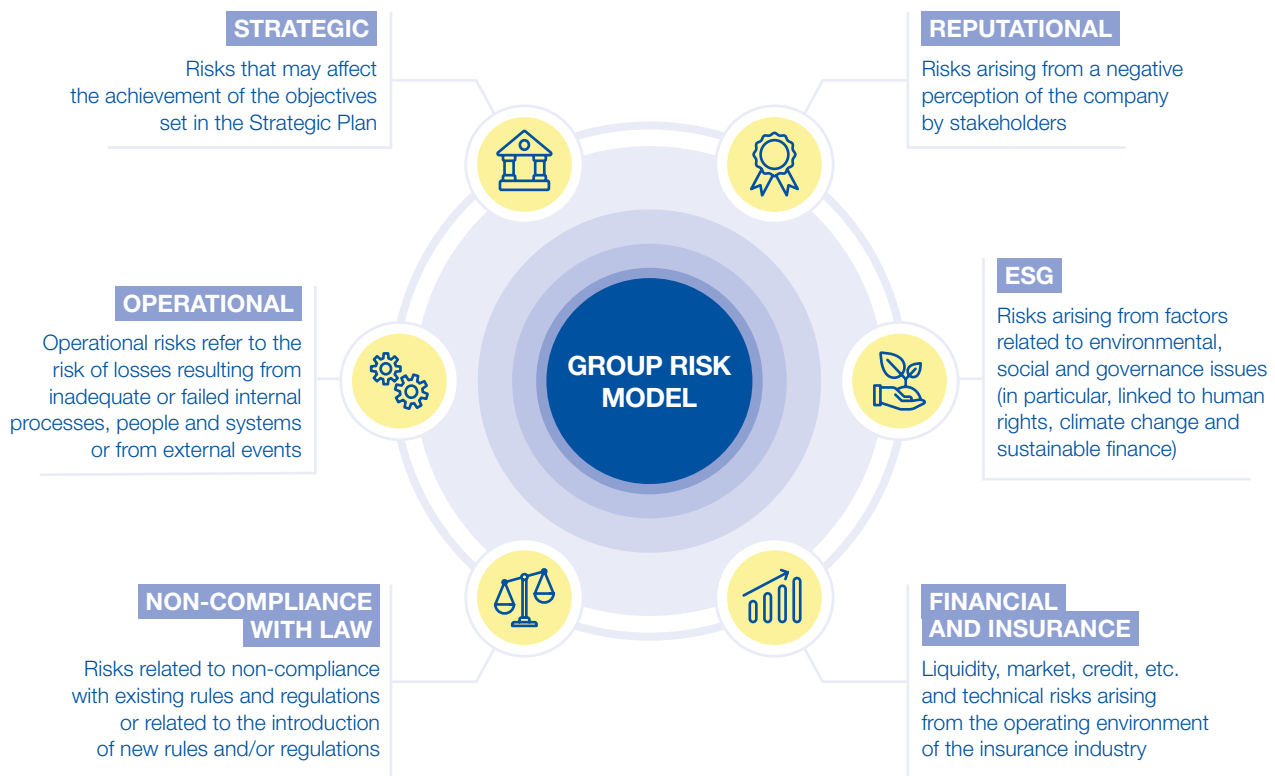 STRATEGIC
Risks that may affect
the achievement of the objectives
set in the Strategic Plan
REPUTATIONAL
Risks arising from a negative
perception of the company
by stakeholders
OPERATIONAL
Operational risks refer to the
risk of losses resulting from
inadequate or failed internal
processes, people and systems
or from external events
GROUP RISK
MODEL
ESG
Risks arising from factors
related to environmental,
social and governance issues
(in particular, linked to human
rights, climate change and
sustainable finance)
NON-COMPLIANCE
WITH LAW
Risks related to non-compliance
with existing rules and regulations
or related to the introduction
of new rules and/or regulations
FINANCIAL
AND INSURANCE
Liquidity, market, credit, etc.
and technical risks arising
from the operating environment
of the insurance industry